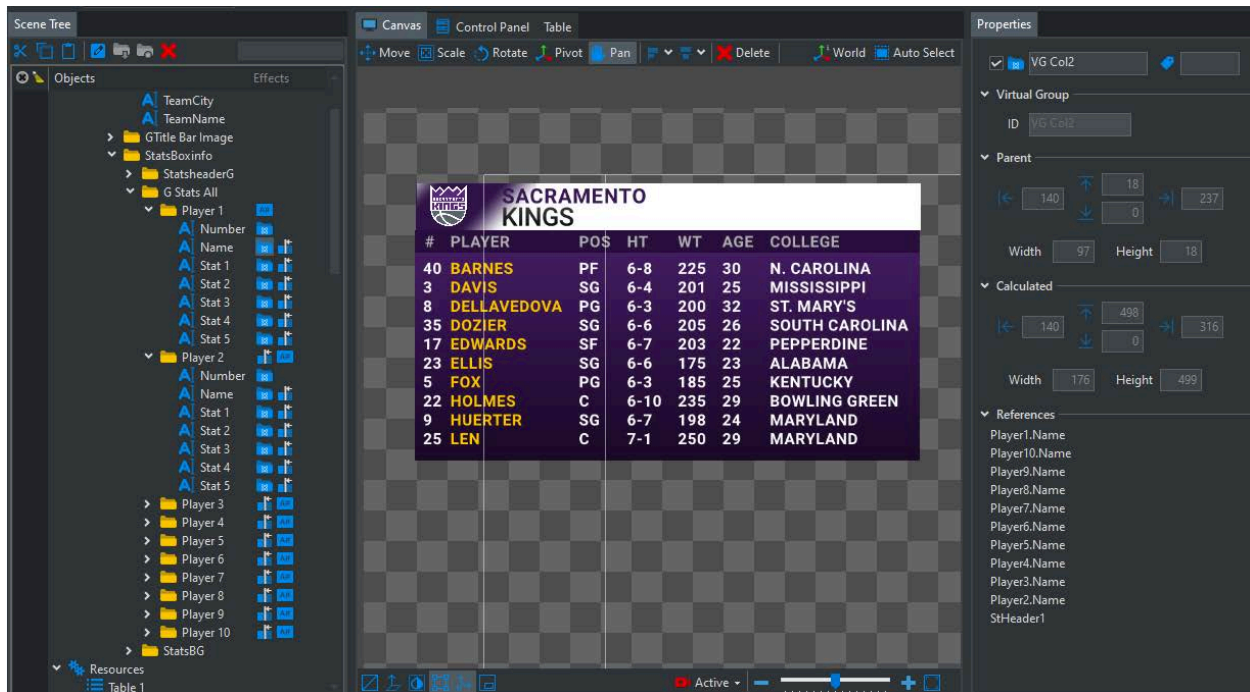 Scene Tree
Objects Effects
TeamCity
TeamName
GTitle Bar Image
StatsBoxinfo
StatsheaderG
G Stats All
Player 1
Number
Name
Stat 1
Stat 2
Stat 3
Stat 4
Stat 5
Player 2
Number
Name
Stat 1
Stat 2
Stat 3
Stat 4
Stat 5
Player 3
Player 4
Player 5
Player 6
Player 7
Player 8
Player 9
Player 10
StatsBG
Resources
Table 1
Canvas Control Panel Table
Move Scale Rotate Pivot Pan Delete World Auto Select
KINGS
SACRAMENTO
KINGS
# PLAYER POS HT WT AGE COLLEGE
40 BARNES PF 6-8 225 30 N. CAROLINA
3 DAVIS SG 6-4 201 25 MISSISSIPPI
8 DELLAVEDOVA PG 6-3 200 32 ST. MARY'S
35 DOZIER SG 6-6 205 26 SOUTH CAROLINA
17 EDWARDS SF 6-7 203 22 PEPPERDINE
23 ELLIS SG 6-6 175 23 ALABAMA
5 FOX PG 6-3 185 25 KENTUCKY
22 HOLMES C 6-10 235 29 BOWLING GREEN
9 HUERTER SG 6-7 198 24 MARYLAND
25 LEN C 7-1 250 29 MARYLAND
Active
Properties
VG Col2
Virtual Group
ID VG Col2
Parent
18
140 237
0
Width 97 Height 18
Calculated
498
140 316
0
Width 176 Height 499
References
Player1.Name
Player10.Name
Player9.Name
Player8.Name
Player7.Name
Player6.Name
Player5.Name
Player4.Name
Player3.Name
Player2.Name
StHeader1